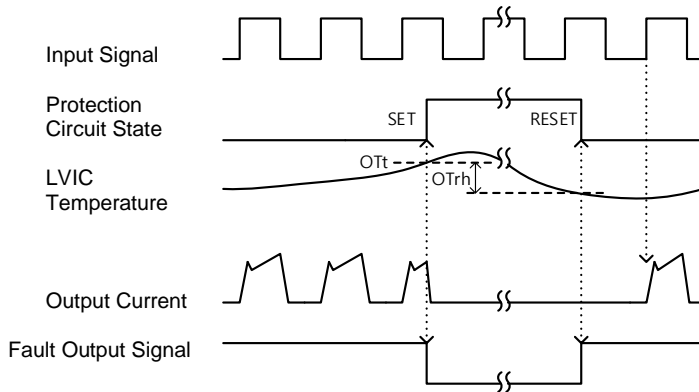 Input Signal
Protection
Circuit State
SET
RESET
OTt
OTrh
LVIC
Temperature
Output Current
Fault Output Signal